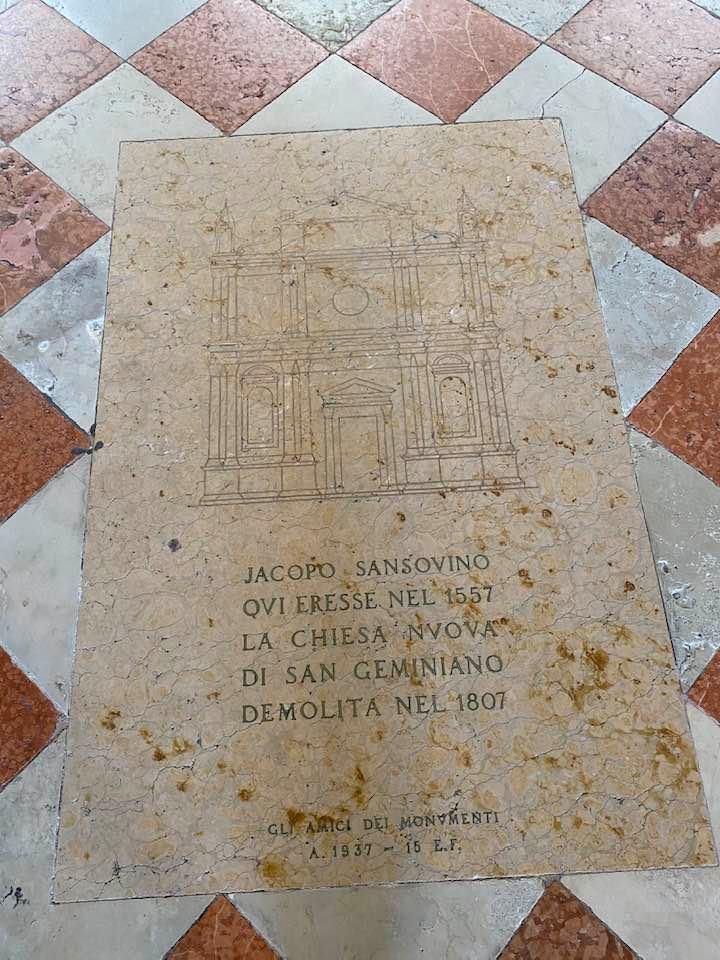 JACOPO SANSOVINO
QVI ERESSE NEL 1557
LA CHIESA NVOVA
DI SAN GEMINIANO
DEMOLITA NEL 1807
GLI AMICI DEI MONVMENTI
A. 1937 - 15 E.F.